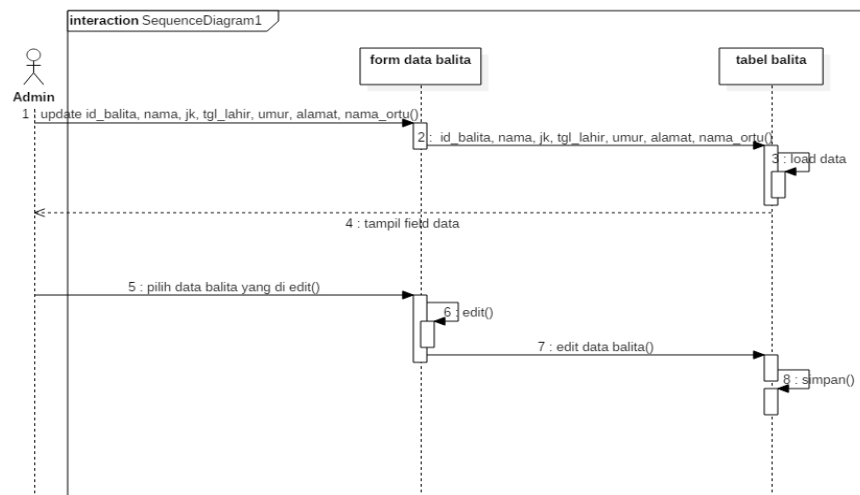 interaction SequenceDiagram1
form data balita
tabel balita
Admin
1 : update id_balita, nama, jk, tgl_lahir, umur, alamat, nama_ortu()
2 : id_balita, nama, jk, tgl_lahir, umur, alamat, nama_ortu()
3 : load data
4 : tampil field data
5 : pilih data balita yang di edit()
6 : edit()
7 : edit data balita()
8 : simpan()